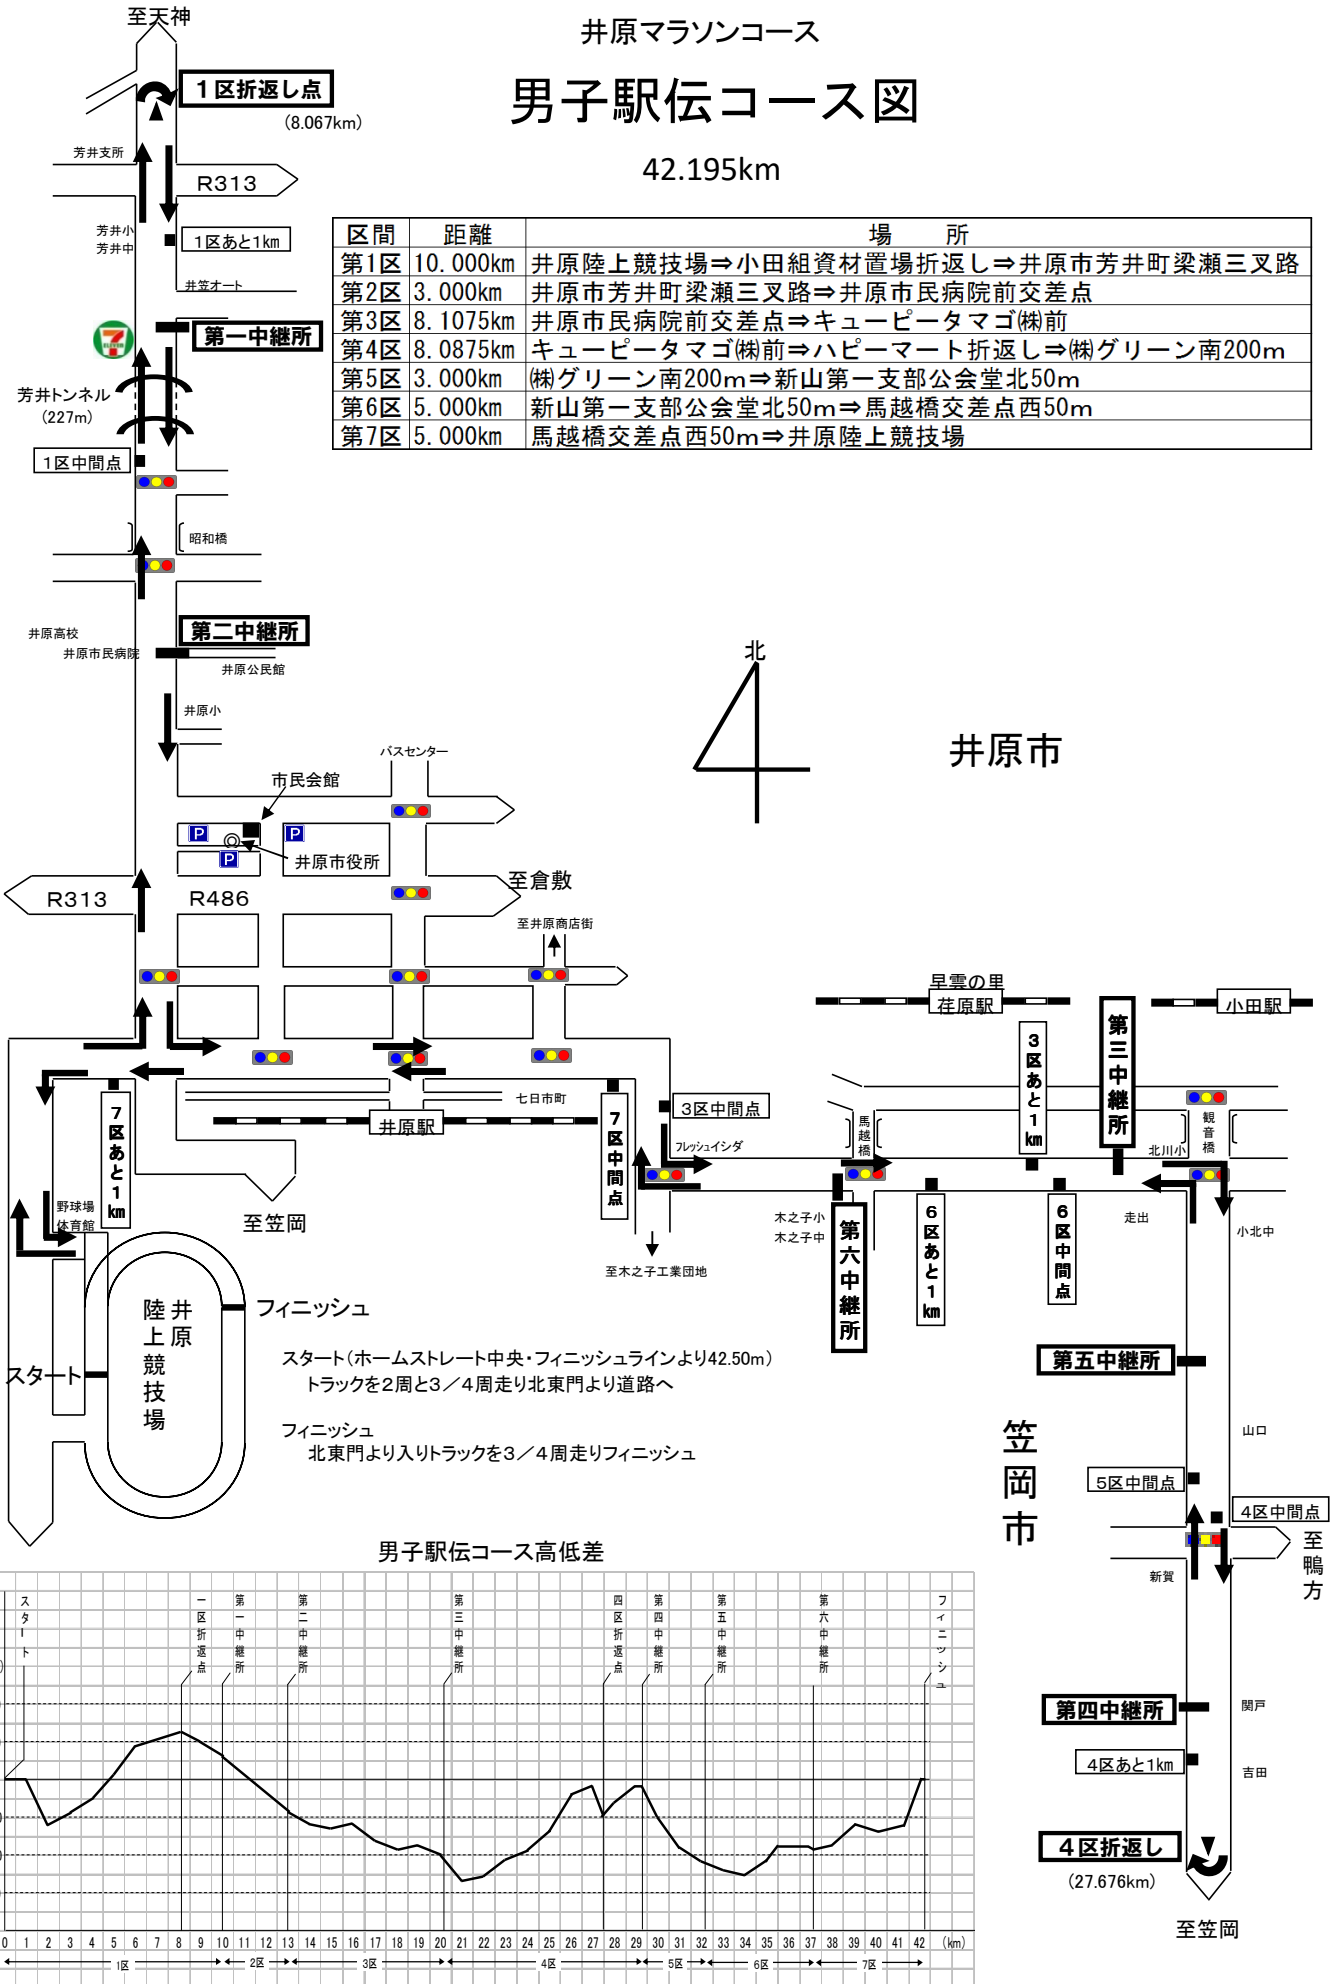 至天神
井原マラソンコース
男子駅伝コース図
42.195km
1区折返し点
(8.067km)
芳井支所
R313
芳井小
芳井中
1区あと1km
井笠オート
第一中継所
芳井トンネル
(227m)
1区中間点
昭和橋
区間 距離 場 所
第1区 10.000km 井原陸上競技場⇒小田組資材置場折返し⇒井原市芳井町梁瀬三叉路
第2区 3.000km 井原市芳井町梁瀬三叉路⇒井原市民病院前交差点
第3区 8.1075km 井原市民病院前交差点⇒キューピータマゴ㈱前
第4区 8.0875km キューピータマゴ㈱前⇒ハピーマート折返し⇒㈱グリーン南200m
第5区 3.000km ㈱グリーン南200m⇒新山第一支部公会堂北50m
第6区 5.000km 新山第一支部公会堂北50m⇒馬越橋交差点西50m
第7区 5.000km 馬越橋交差点西50m⇒井原陸上競技場
第二中継所
井原高校
井原市民病院
井原公民館
井原小
北
井原市
バスセンター
市民会館
P
P
P
井原市役所
至倉敷
R313
R486
至井原商店街
早雲の里
荏原駅
小田駅
第三中継所
3区あと1km
七日市町
井原駅
7区あと1km
7区中間点
3区中間点
フレッシュイシダ
馬越橋
観音橋
北川小
野球場
体育館
至笠岡
木之子小
木之子中
第六中継所
6区あと1km
6区中間点
走出
小北中
至木之子工業団地
井原
陸上競技場
フィニッシュ
スタート
スタート(ホームストレート中央・フィニッシュラインより42.50m)
トラックを2周と3/4周走り北東門より道路へ
フィニッシュ
北東門より入りトラックを3/4周走りフィニッシュ
第五中継所
笠岡市
山口
5区中間点
4区中間点
至鴨方
新賀
第四中継所
関戸
4区あと1km
吉田
4区折返し
(27.676km)
至笠岡
男子駅伝コース高低差
スタート
一区折返点
第一中継所
第二中継所
第三中継所
四区折返点
第四中継所
第五中継所
第六中継所
フィニッシュ
0 1 2 3 4 5 6 7 8 9 10 11 12 13 14 15 16 17 18 19 20 21 22 23 24 25 26 27 28 29 30 31 32 33 34 35 36 37 38 39 40 41 42 (km)
1区 2区 3区 4区 5区 6区 7区